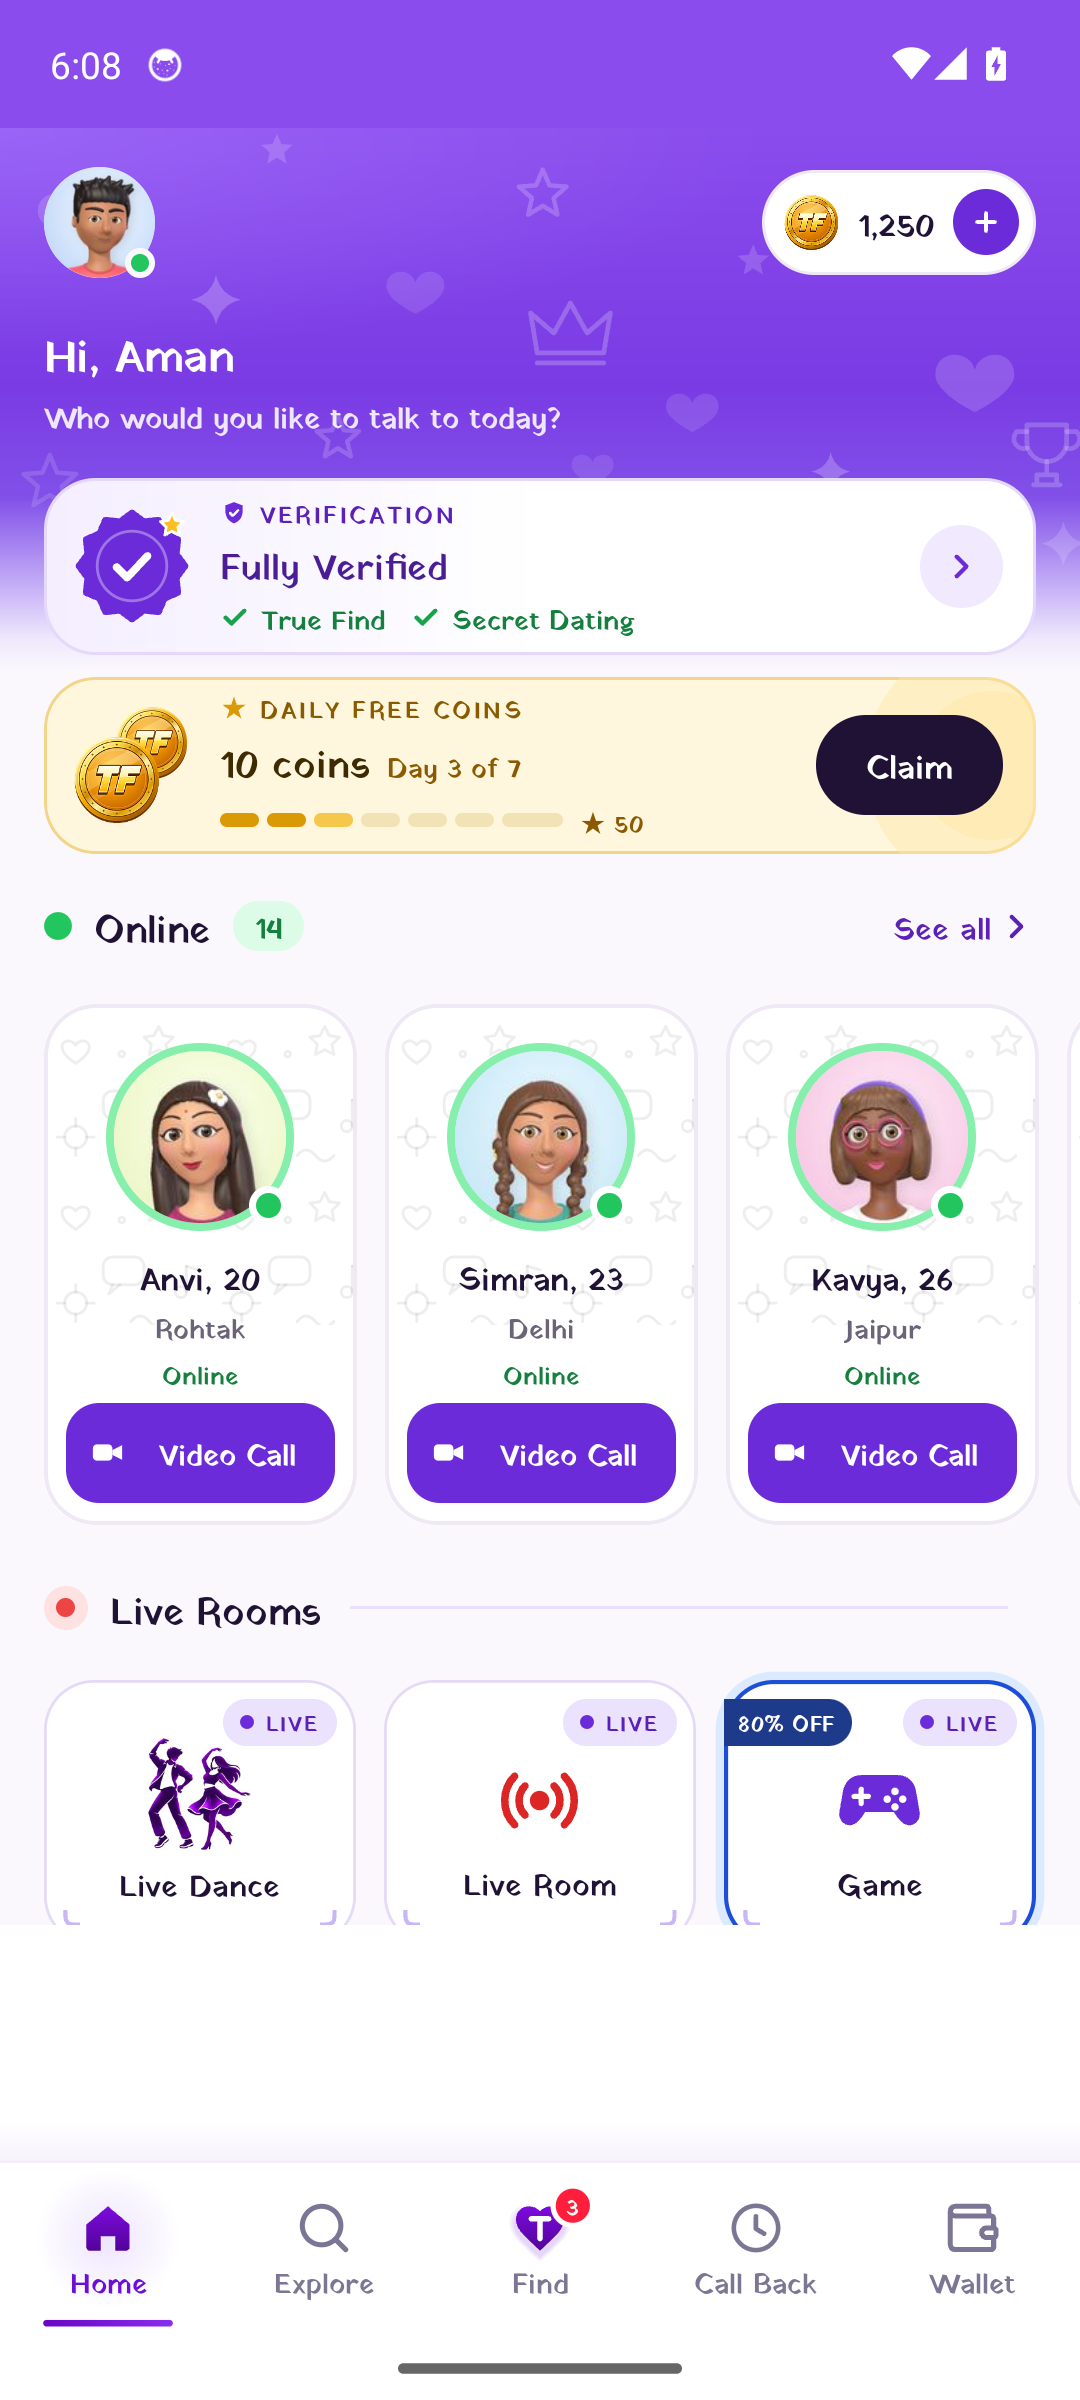 6:08
TF
1,250
Hi, Aman
Who would you like to talk to today?
VERIFICATION
Fully Verified
True Find Secret Dating
DAILY FREE COINS
TF
TF
10 coins Day 3 of 7
Claim
50
Online 14
See all
Anvi, 20
Rohtak
Online
Video Call
Simran, 23
Delhi
Online
Video Call
Kavya, 26
Jaipur
Online
Video Call
Live Rooms
LIVE
Live Dance
LIVE
Live Room
80% OFF
LIVE
Game
Home
Explore
T
3
Find
Call Back
Wallet